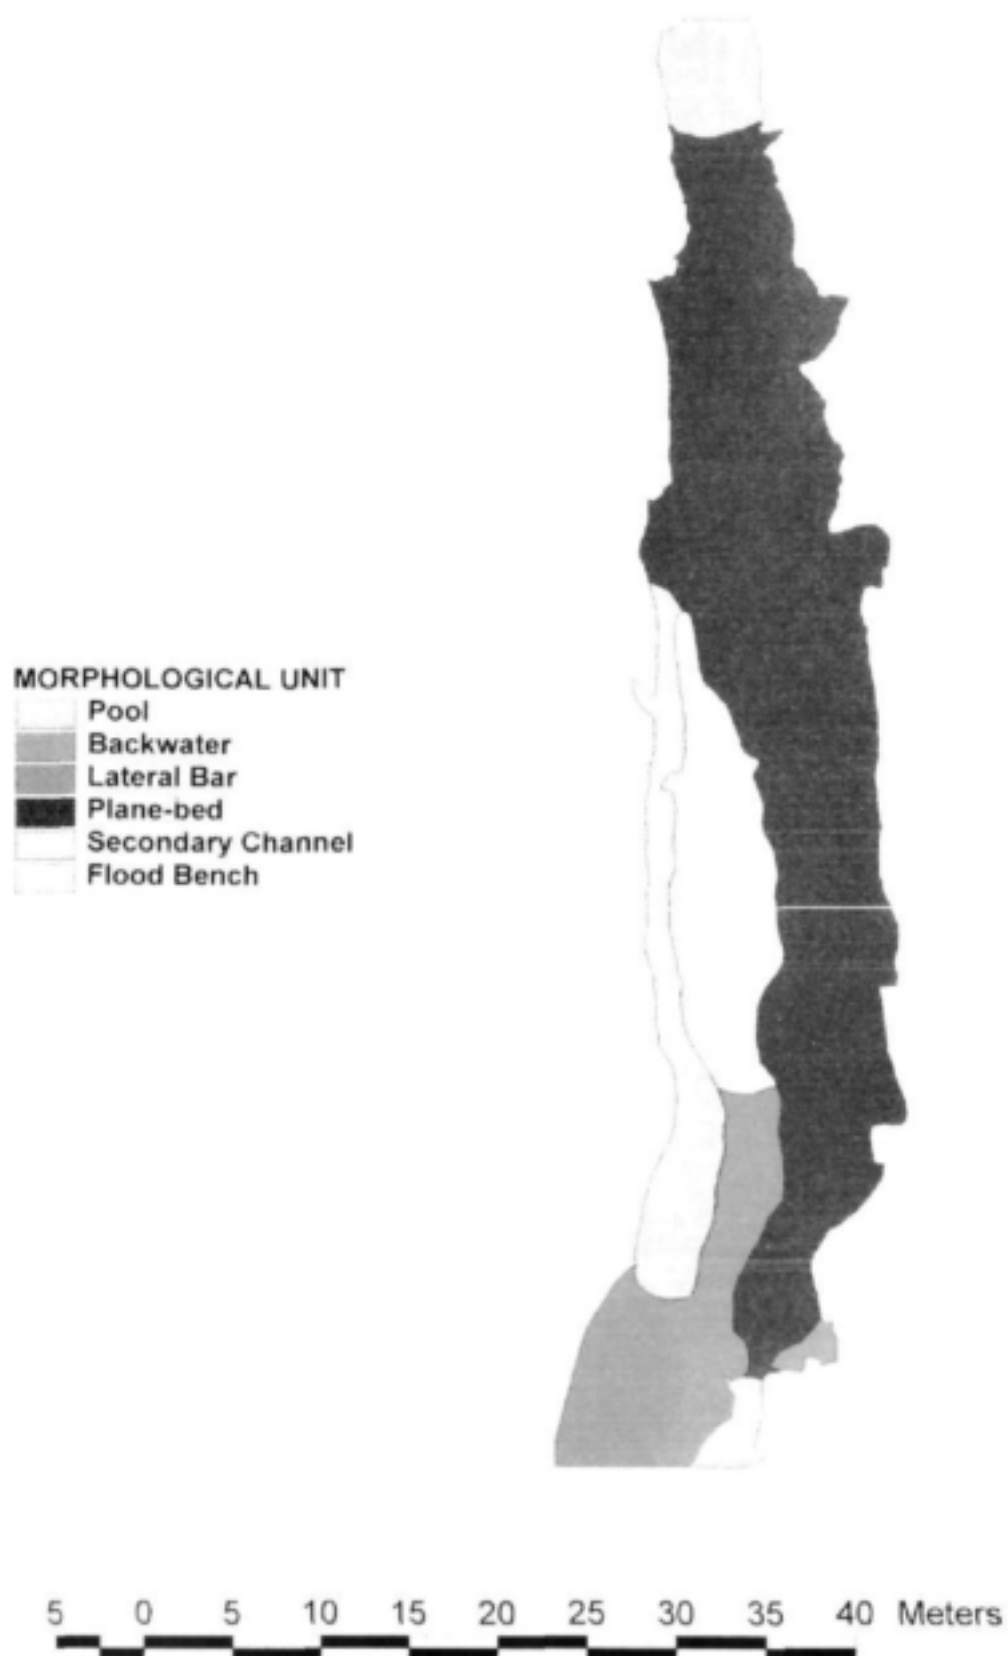 MORPHOLOGICAL UNIT
Pool
Backwater
Lateral Bar
Plane-bed
Secondary Channel
Flood Bench
5 0 5 10 15 20 25 30 35 40 Meters